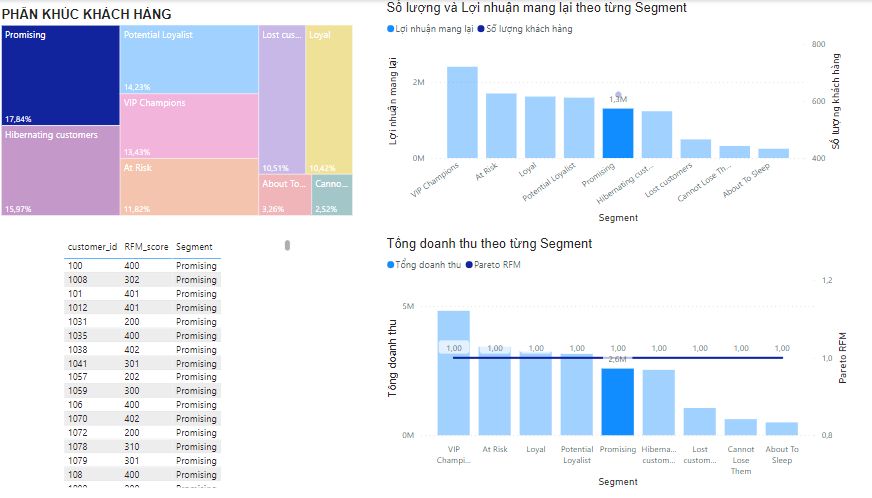 PHÂN KHÚC KHÁCH HÀNG
Promising
17,84%
Hibernating customers
15,97%
Potential Loyalist
14,23%
VIP Champions
13,43%
At Risk
11,82%
Lost cus...
10,51%
Loyal
10,42%
About To...
3,26%
Canno...
2,52%
Số lượng và Lợi nhuận mang lại theo từng Segment
Lợi nhuận mang lại Số lượng khách hàng
Lợi nhuận mang lại
2M
0M
1,3M
800
600
400
Số lượng khách hàng
VIP Champions
At Risk
Loyal
Potential Loyalist
Promising
Hibernating cust...
Lost customers
Cannot Lose Th...
About To Sleep
Segment
customer_id RFM_score Segment
100 400 Promising
1008 302 Promising
101 401 Promising
1012 401 Promising
1031 200 Promising
1035 400 Promising
1038 402 Promising
1041 301 Promising
1057 202 Promising
1059 300 Promising
106 400 Promising
1070 402 Promising
1072 200 Promising
1078 310 Promising
1079 301 Promising
108 400 Promising
Tổng doanh thu theo từng Segment
Tổng doanh thu Pareto RFM
Tổng doanh thu
5M
0M
1,00 1,00 1,00 1,00 1,00 1,00 1,00 1,00 1,00
2,6M
1,2
1,0
0,8
Pareto RFM
VIP Champi...
At Risk
Loyal
Potential Loyalist
Promising
Hiberna... custom...
Lost custom...
Cannot Lose Them
About To Sleep
Segment